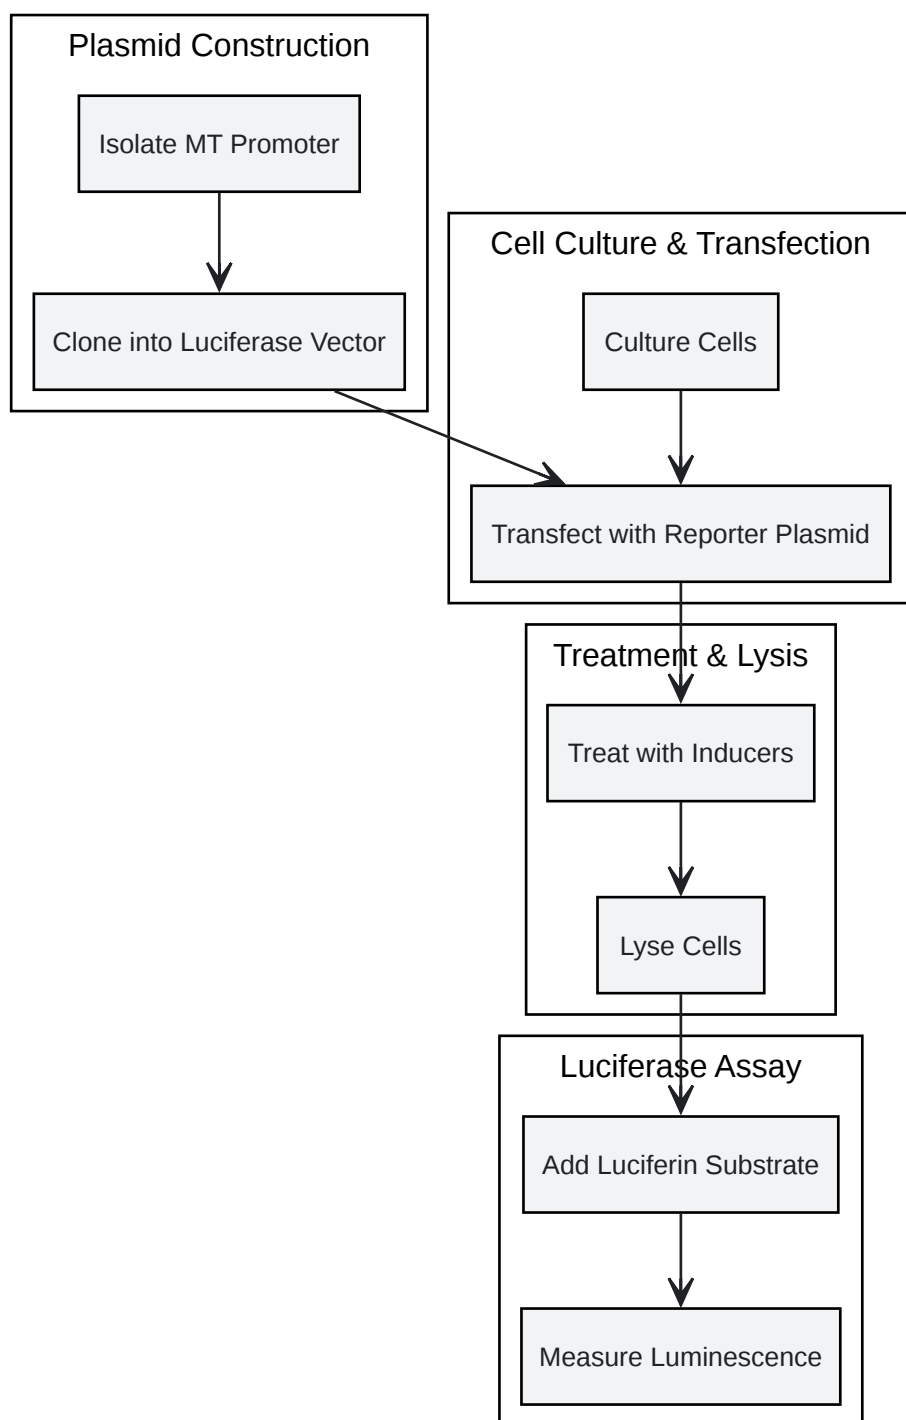 Plasmid Construction
Isolate MT Promoter
Clone into Luciferase Vector
Cell Culture & Transfection
Culture Cells
Transfect with Reporter Plasmid
Treatment & Lysis
Treat with Inducers
Lyse Cells
Luciferase Assay
Add Luciferin Substrate
Measure Luminescence